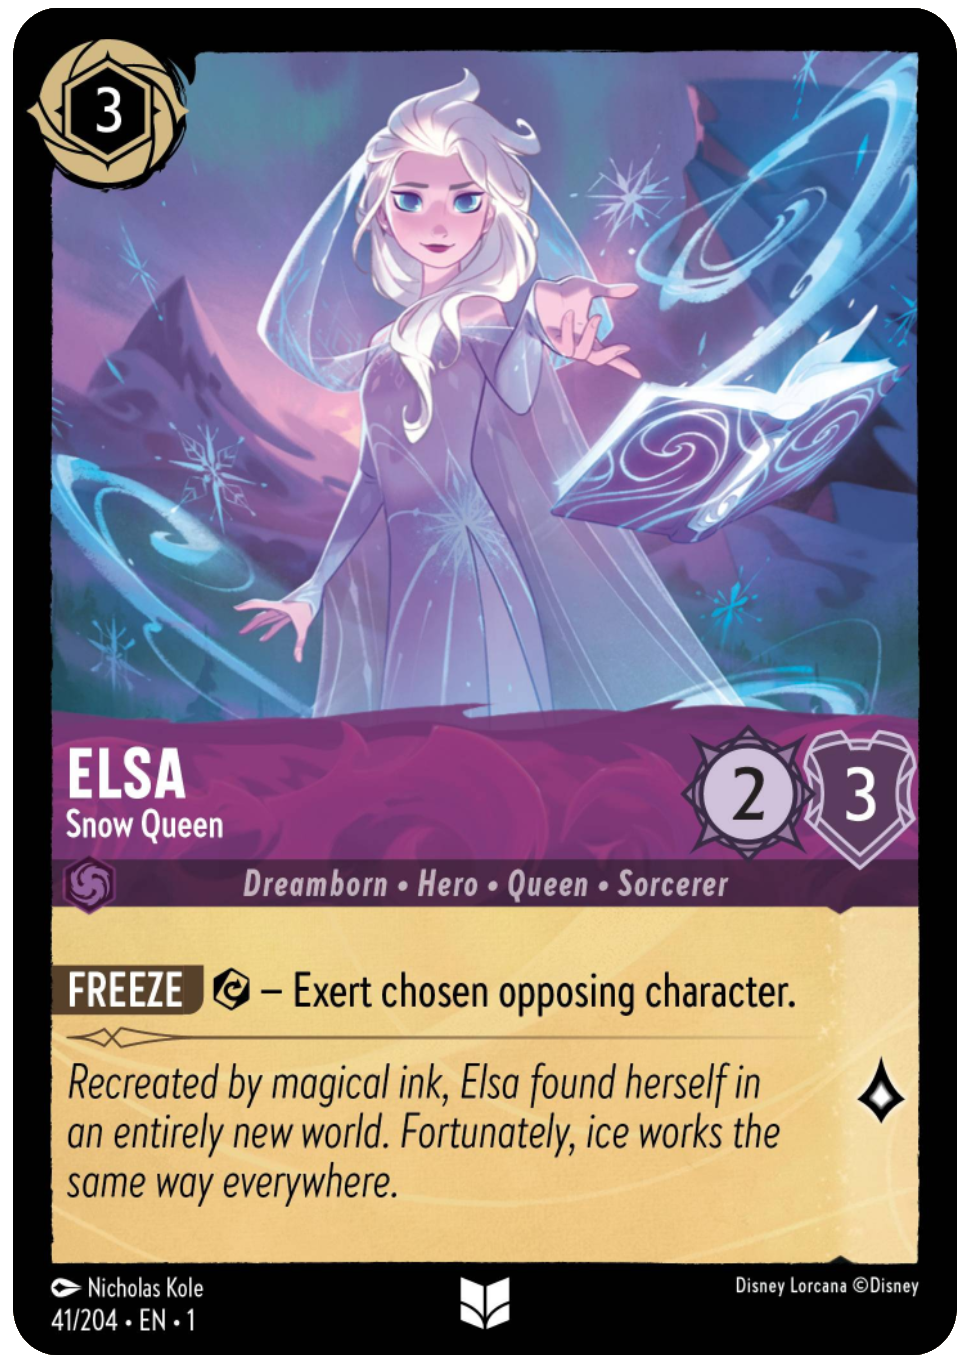 3
ELSA
Snow Queen
2
3
Dreamborn • Hero • Queen • Sorcerer
FREEZE – Exert chosen opposing character.
Recreated by magical ink, Elsa found herself in
an entirely new world. Fortunately, ice works the
same way everywhere.
Nicholas Kole
Disney Lorcana ©Disney
41/204 • EN • 1